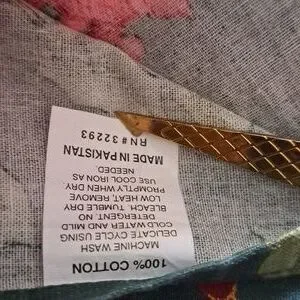 100% COTTON
MACHINE WASH
DELICATE CYCLE USING
COLD WATER AND MILD
DETERGENT. NO
BLEACH. TUMBLE DRY
LOW HEAT, REMOVE
PROMPTLY WHEN DRY
USE COOL IRON AS
NEEDED
MADE IN PAKISTAN
RN # 32293